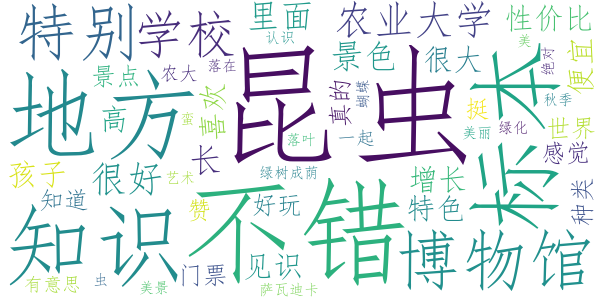 特别
学校
里面
农业大学
性价比
认识
美
景色
很大
便宜
绝对
昆虫
标本
地方
景点
农大
落在
高
蛮
喜欢
真的
蝴蝶
挺
秋季
世界
绿化
美丽
落叶
一起
长
感觉
孩子
很好
艺术
绿树成荫
增长
种类
知道
赞
好玩
特色
知识
不错
博物馆
见识
门票
有意思
虫
美景
萨瓦迪卡